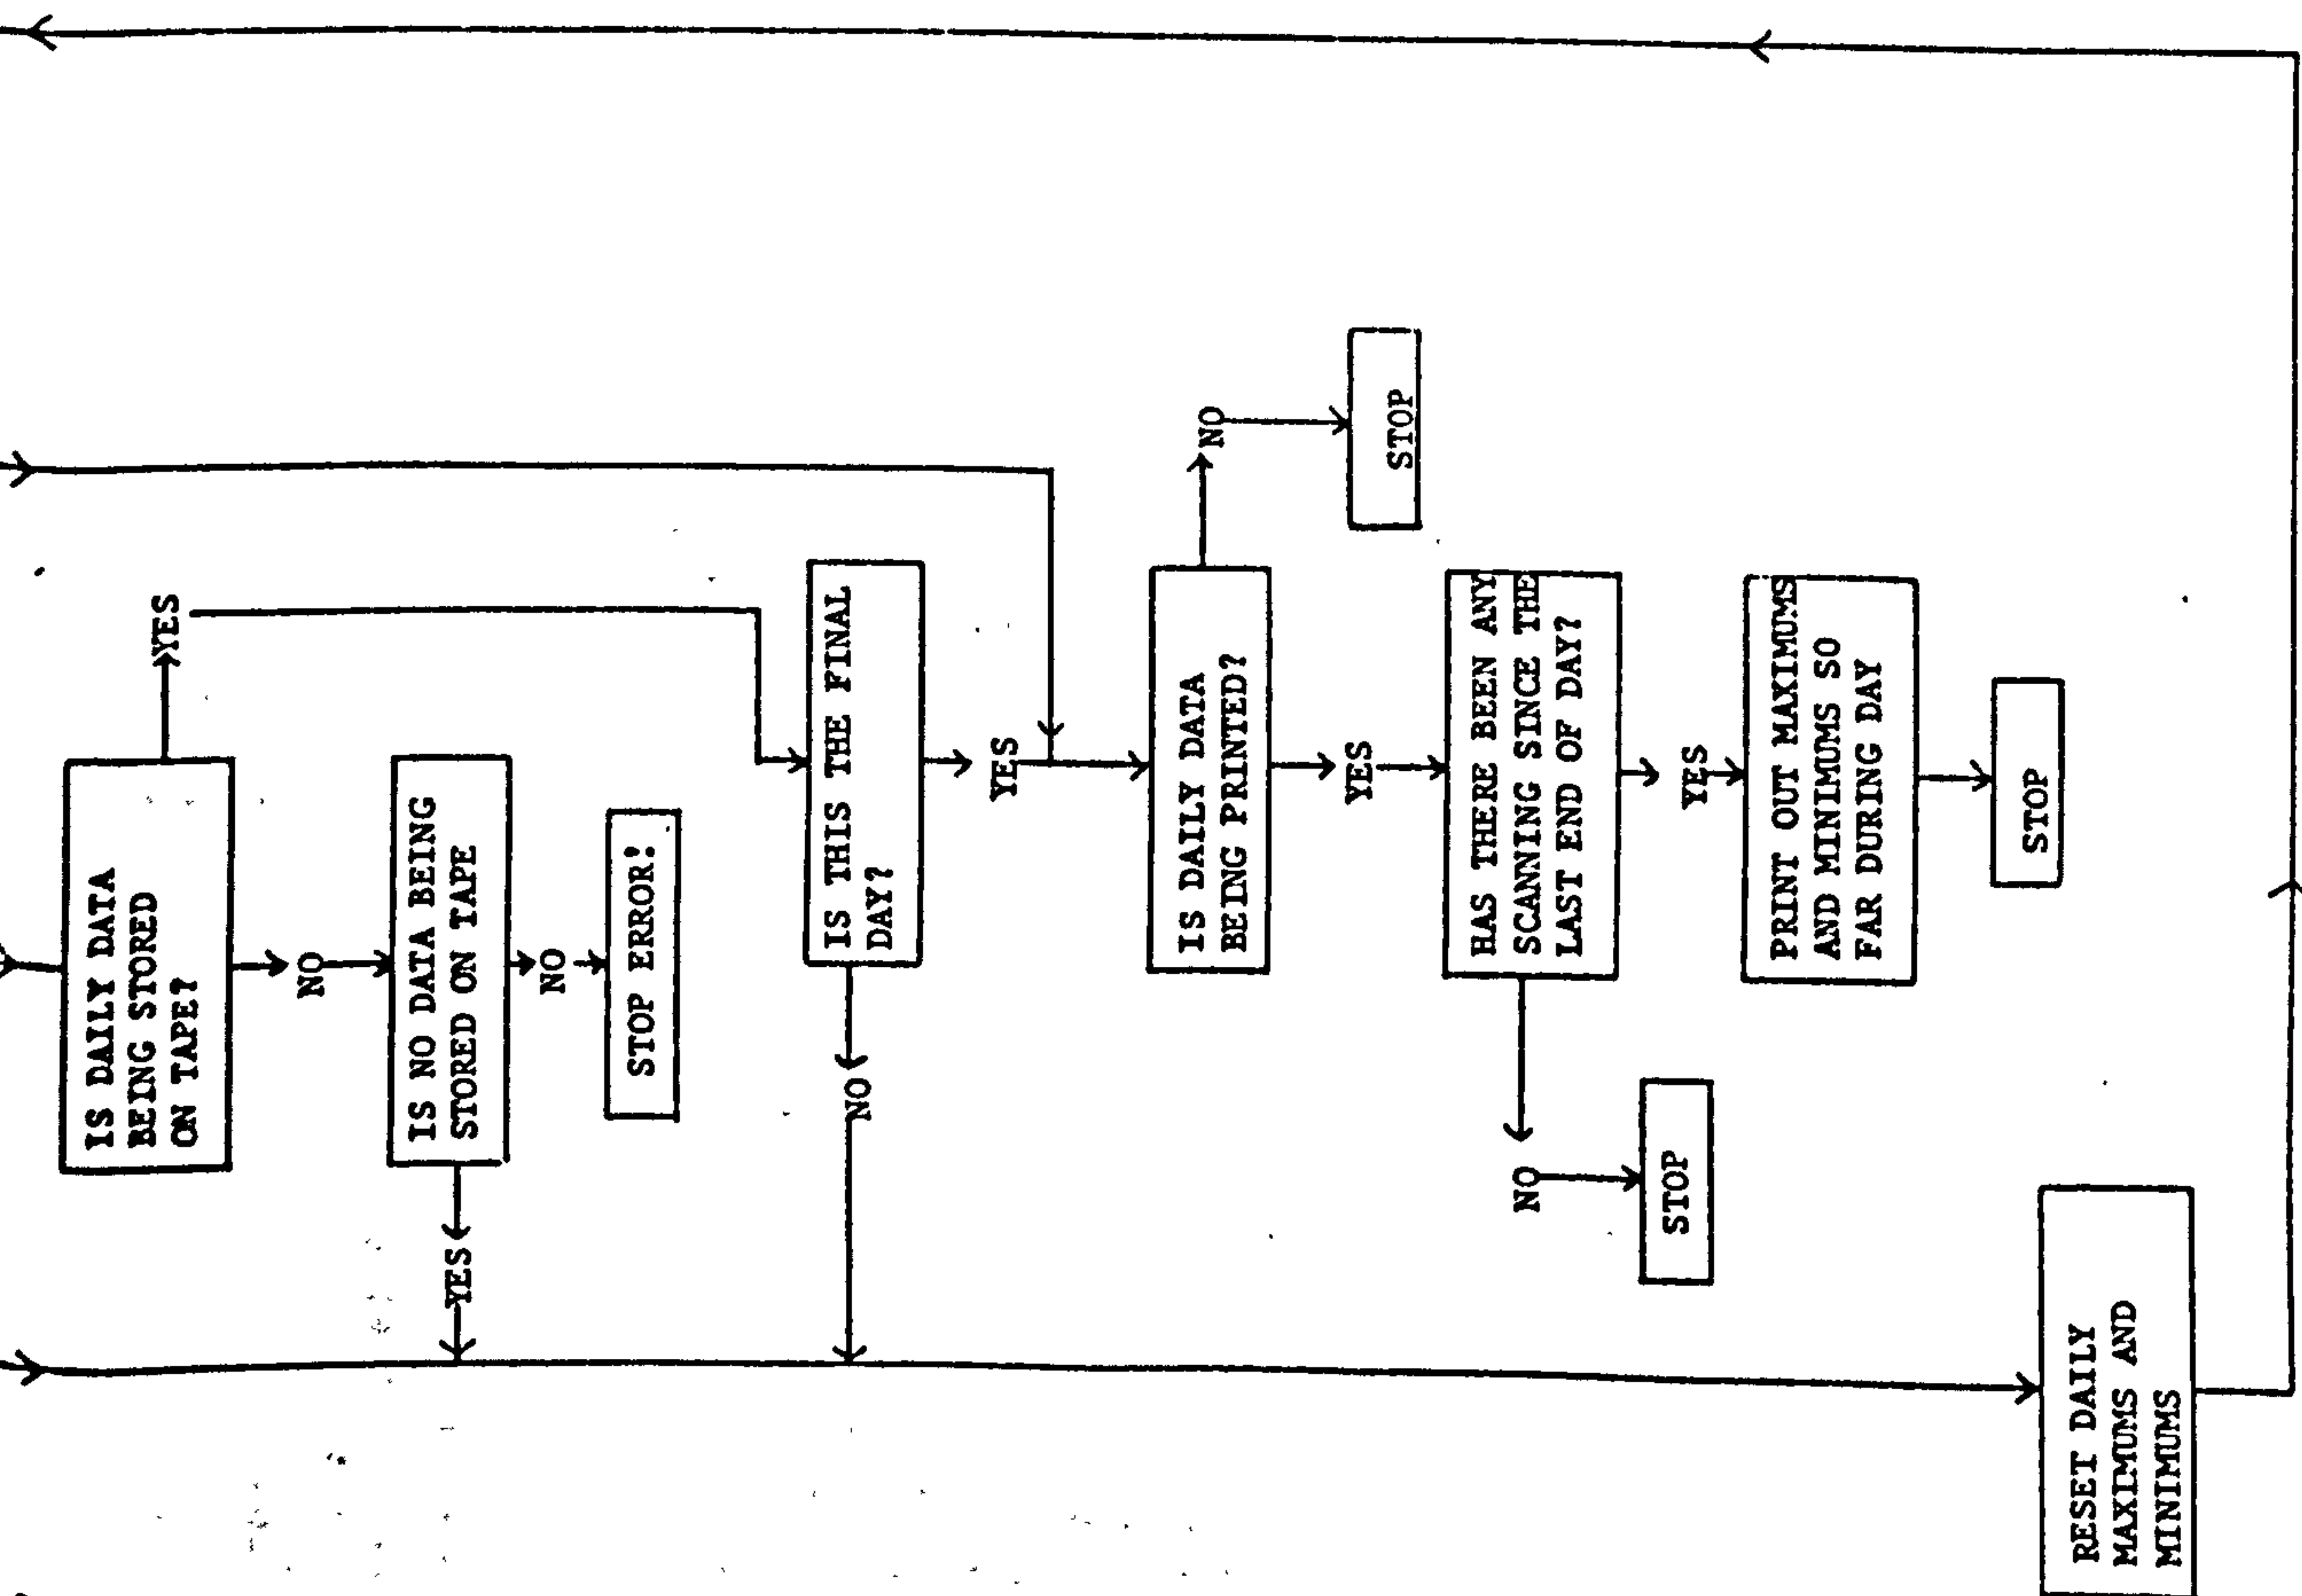 IS DAILY DATA
BEING STORED
ON TAPE?
YES
NO
IS NO DATA BEING
STORED ON TAPE
YES
NO
STOP ERROR!
IS THIS THE FINAL
DAY?
NO
YES
IS DAILY DATA
BEING PRINTED?
NO
STOP
YES
HAS THERE BEEN ANY
SCANNING SINCE THE
LAST END OF DAY?
NO
STOP
YES
PRINT OUT MAXIMUMS
AND MINIMUMS SO
FAR DURING DAY
STOP
RESET DAILY
MAXIMUMS AND
MINIMUMS